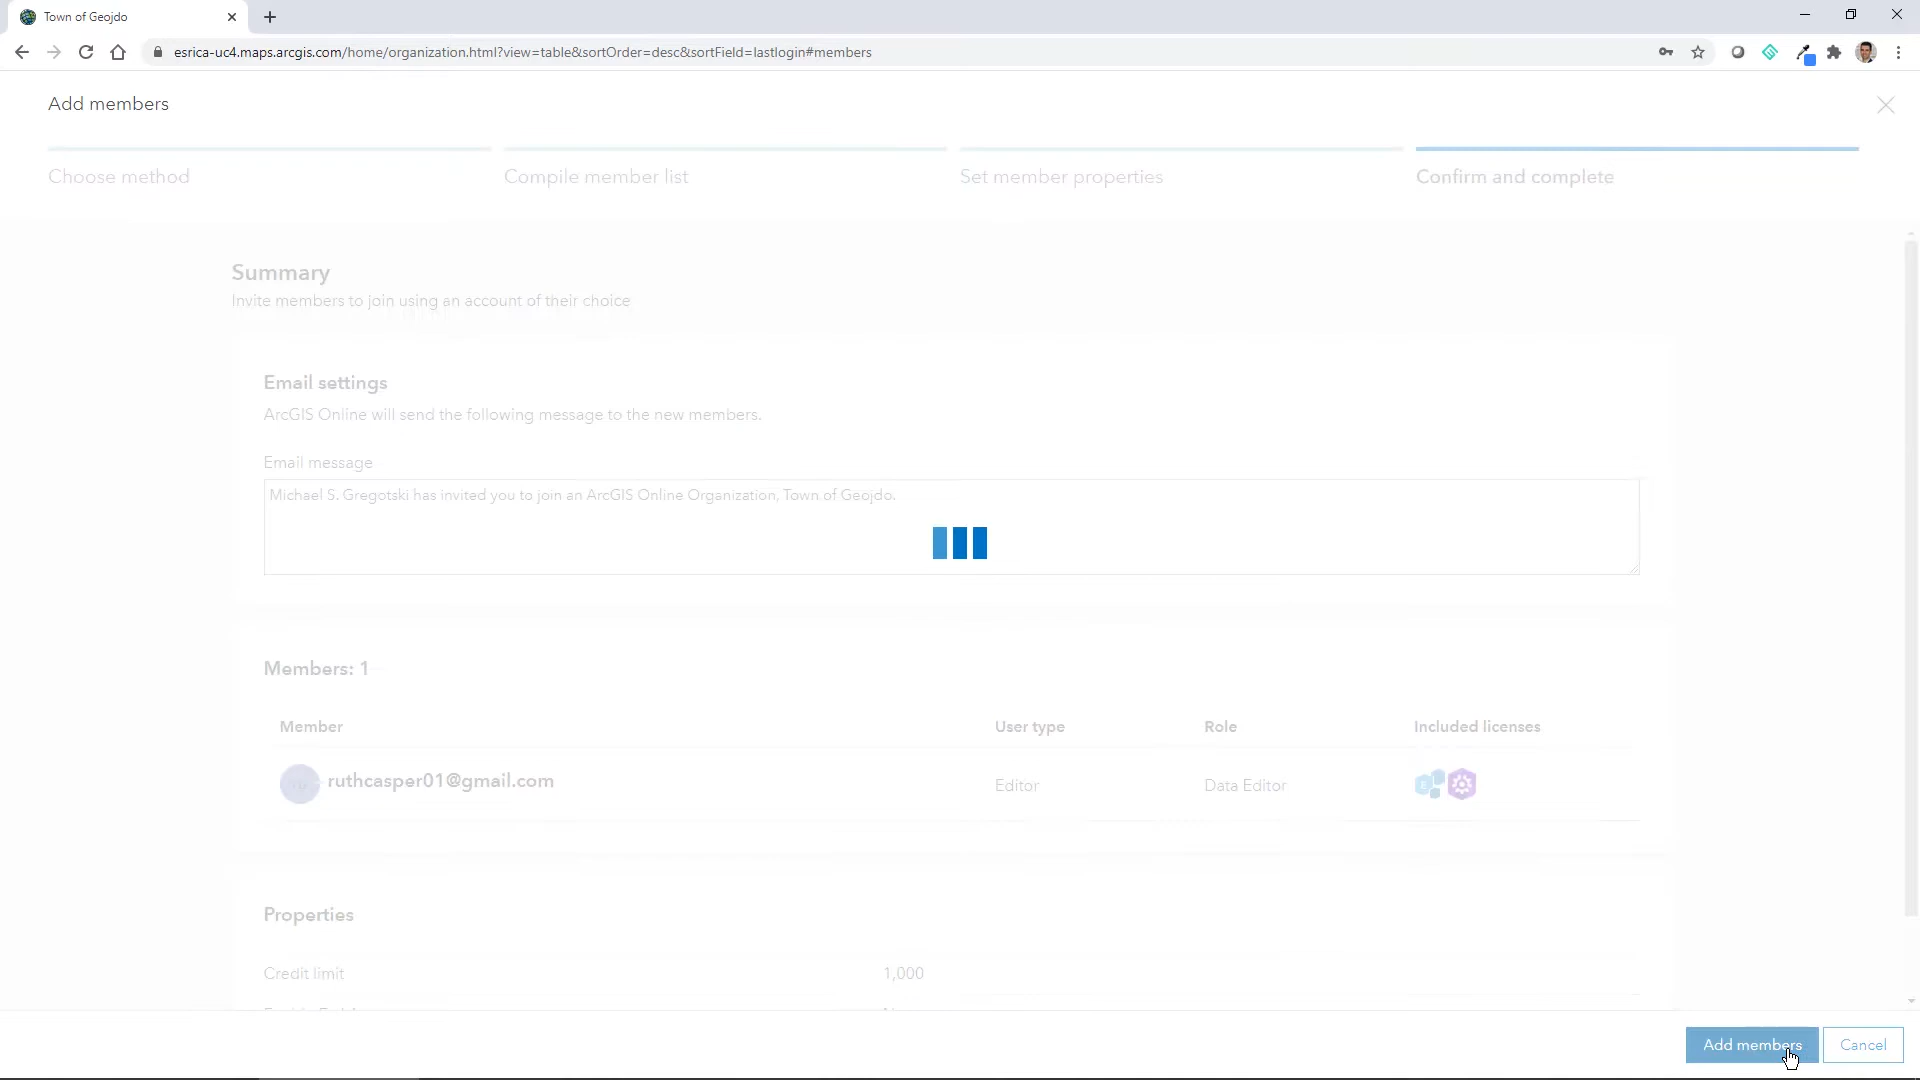 Town of Geojdo
esrica-uc4.maps.arcgis.com/home/organization.html?view=table&sortOrder=desc&sortField=lastlogin#members
Add members
Choose method
Compile member list
Set member properties
Confirm and complete
Summary
Invite members to join using an account of their choice
Email settings
ArcGIS Online will send the following message to the new members.
Email message
Michael S. Gregotski has invited you to join an ArcGIS Online Organization, Town of Geojdo.
Members: 1
Member User type Role Included licenses
ruthcasper01@gmail.com Editor Data Editor
E
Properties
Credit limit 1,000
Add members Cancel